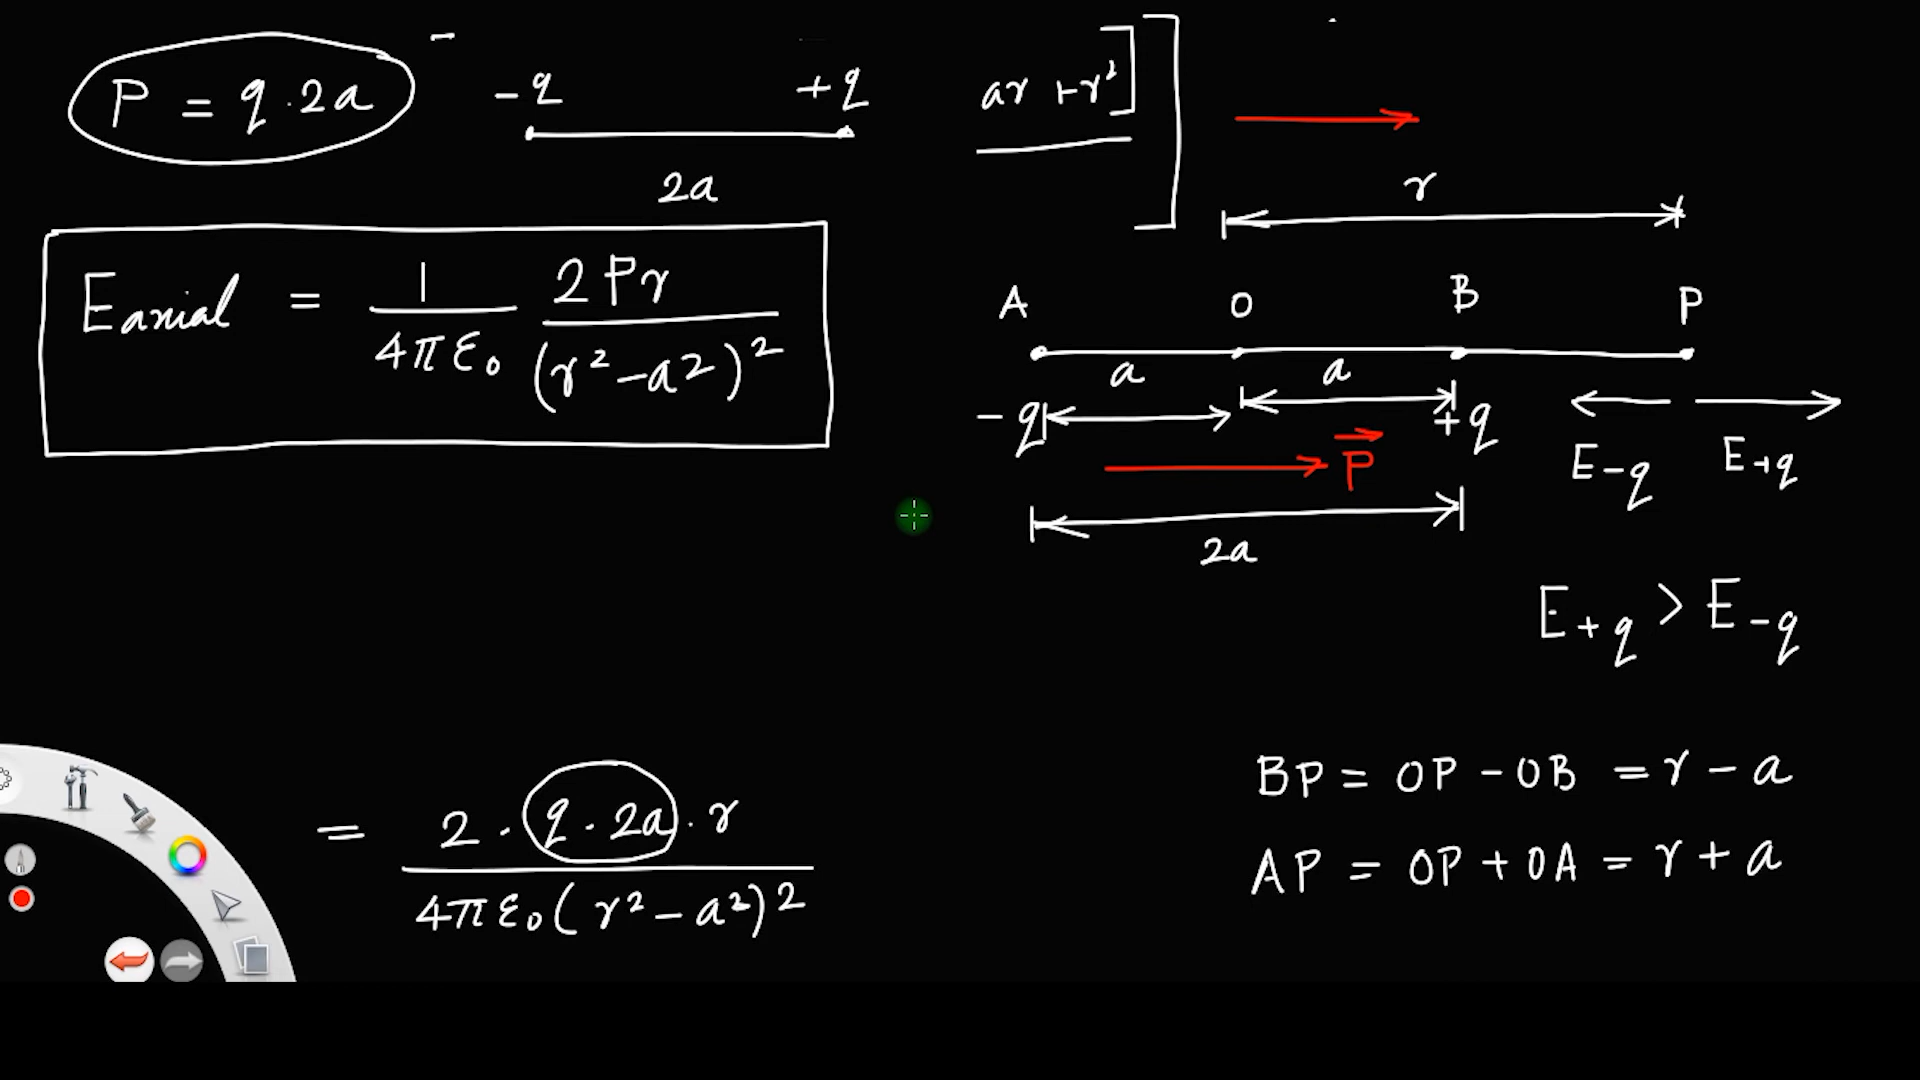 P = q.2a
-q +q
2a
E axial = 1/4πε₀ 2Pr/(r²-a²)²
= 2.q.2a.r/4πε₀(r²-a²)²
ar +r²]]
r
A O B P
a a
-q +q
P
E-q E+q
2a
E+q > E-q
BP = OP - OB = r - a
AP = OP + OA = r + a